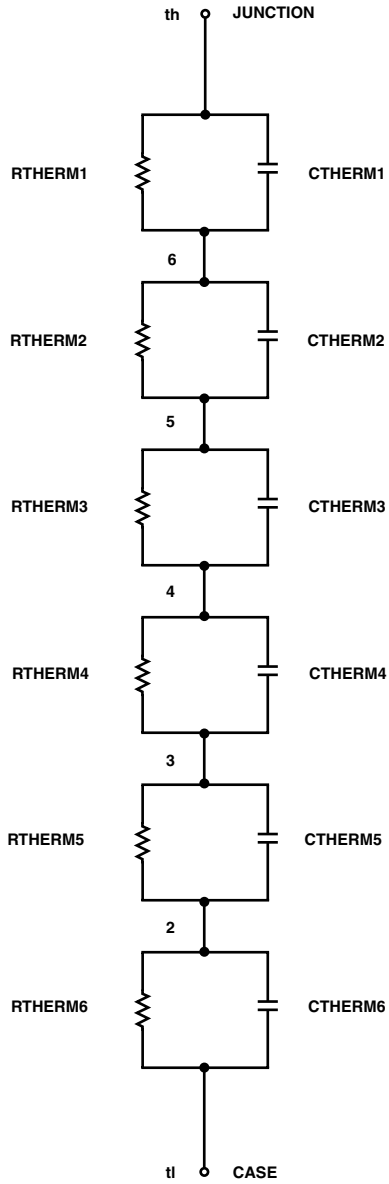 th JUNCTION
RTHERM1 CTHERM1
6
RTHERM2 CTHERM2
5
RTHERM3 CTHERM3
4
RTHERM4 CTHERM4
3
RTHERM5 CTHERM5
2
RTHERM6 CTHERM6
tl CASE